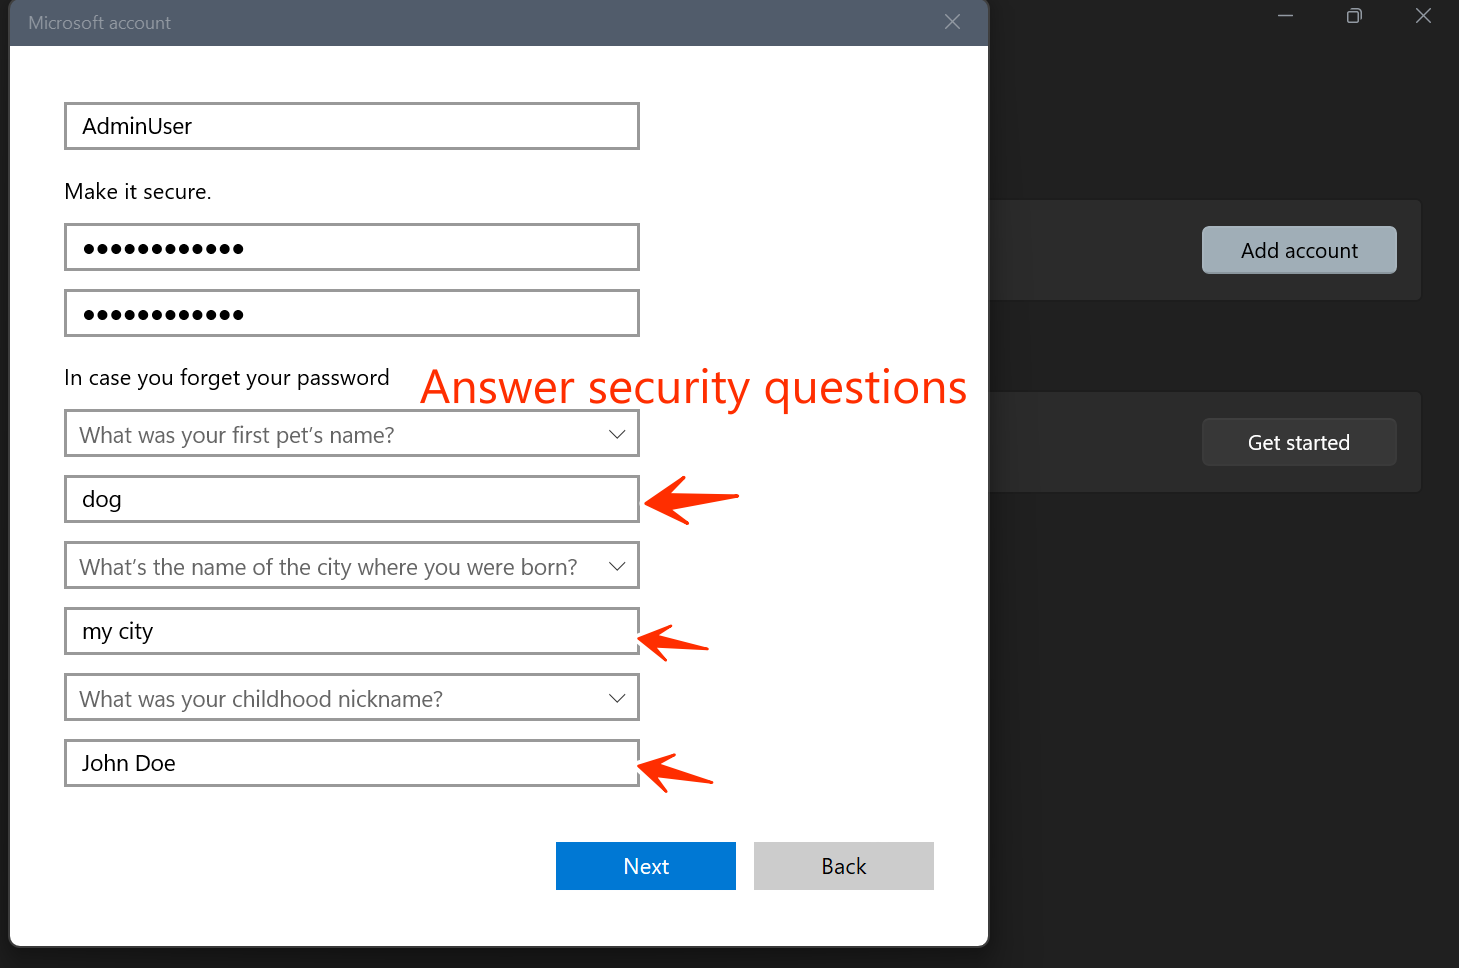 Microsoft account
AdminUser
Make it secure.
●●●●●●●●●●●●
●●●●●●●●●●●●
In case you forget your password
Answer security questions
What was your first pet's name?
dog
What's the name of the city where you were born?
my city
What was your childhood nickname?
John Doe
Next
Back
Add account
Get started